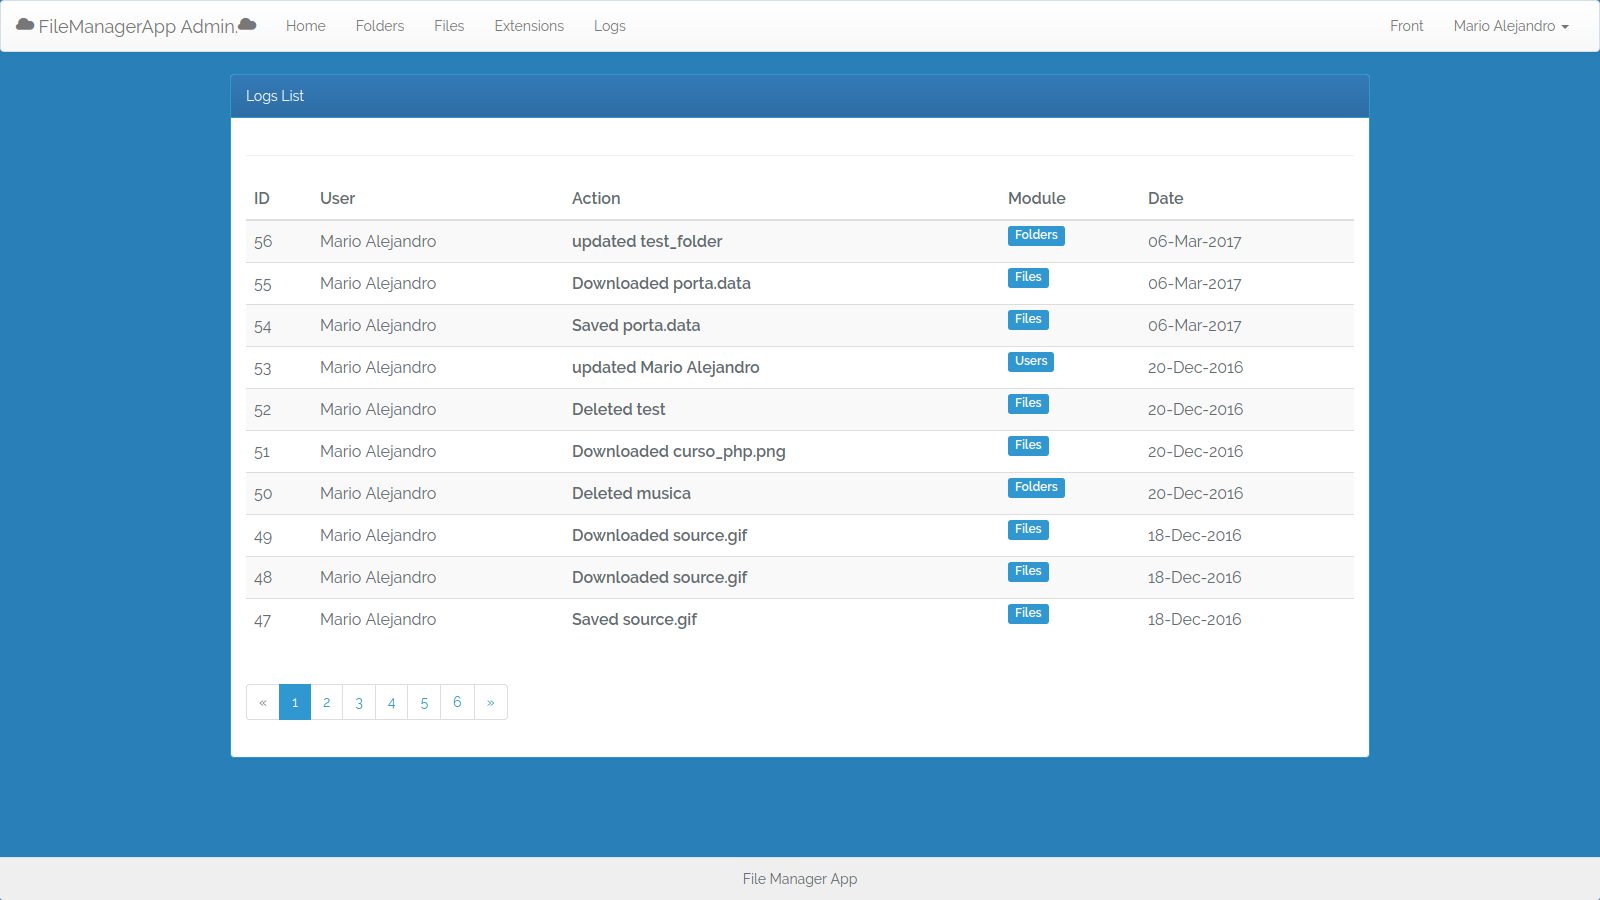 FileManagerApp Admin. Home Folders Files Extensions Logs Front Mario Alejandro
Logs List
ID User Action Module Date
56 Mario Alejandro updated test_folder Folders 06-Mar-2017
55 Mario Alejandro Downloaded porta.data Files 06-Mar-2017
54 Mario Alejandro Saved porta.data Files 06-Mar-2017
53 Mario Alejandro updated Mario Alejandro Users 20-Dec-2016
52 Mario Alejandro Deleted test Files 20-Dec-2016
51 Mario Alejandro Downloaded curso_php.png Files 20-Dec-2016
50 Mario Alejandro Deleted musica Folders 20-Dec-2016
49 Mario Alejandro Downloaded source.gif Files 18-Dec-2016
48 Mario Alejandro Downloaded source.gif Files 18-Dec-2016
47 Mario Alejandro Saved source.gif Files 18-Dec-2016
« 1 2 3 4 5 6 »
File Manager App